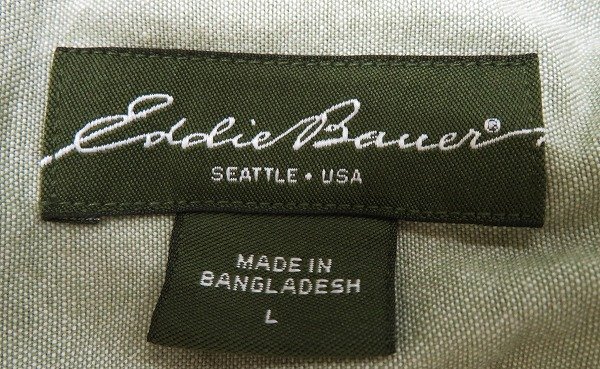 Eddie Bauer®
SEATTLE • USA
MADE IN
BANGLADESH
L